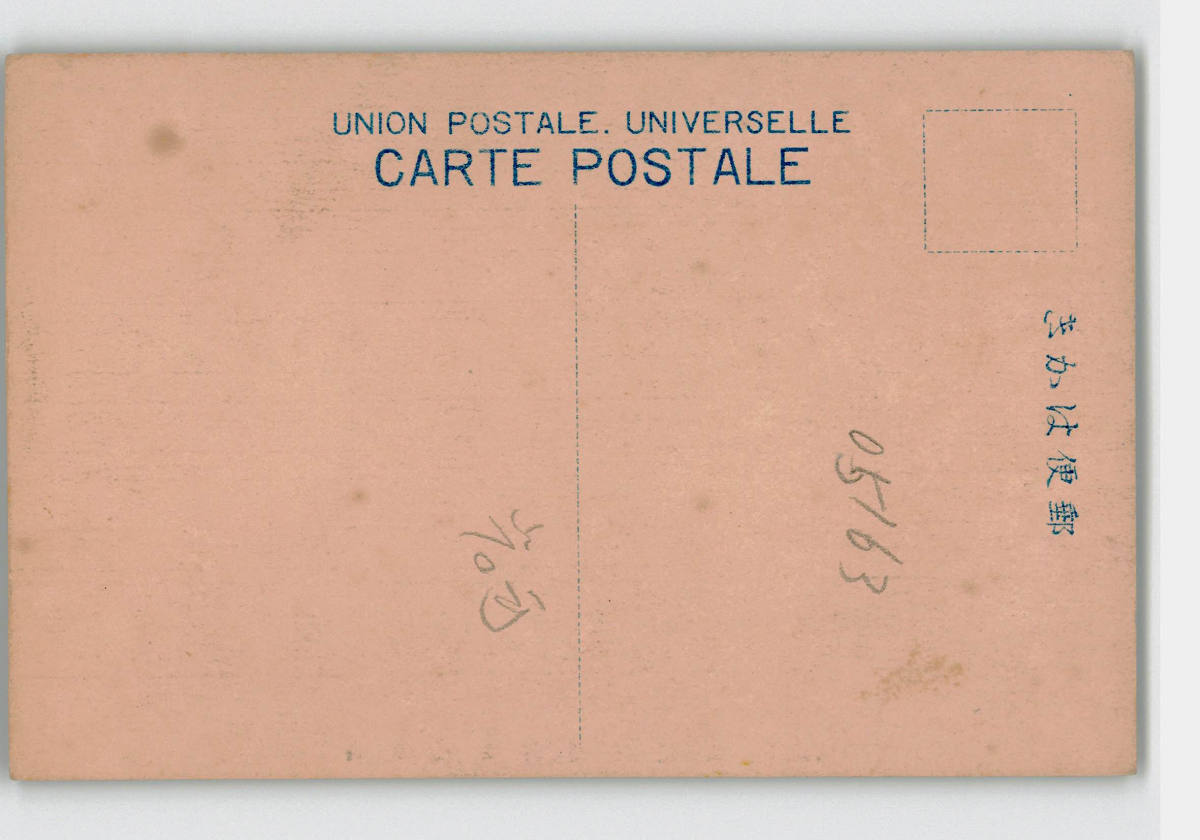 UNION POSTALE. UNIVERSELLE
CARTE POSTALE
郵便はかき
05163